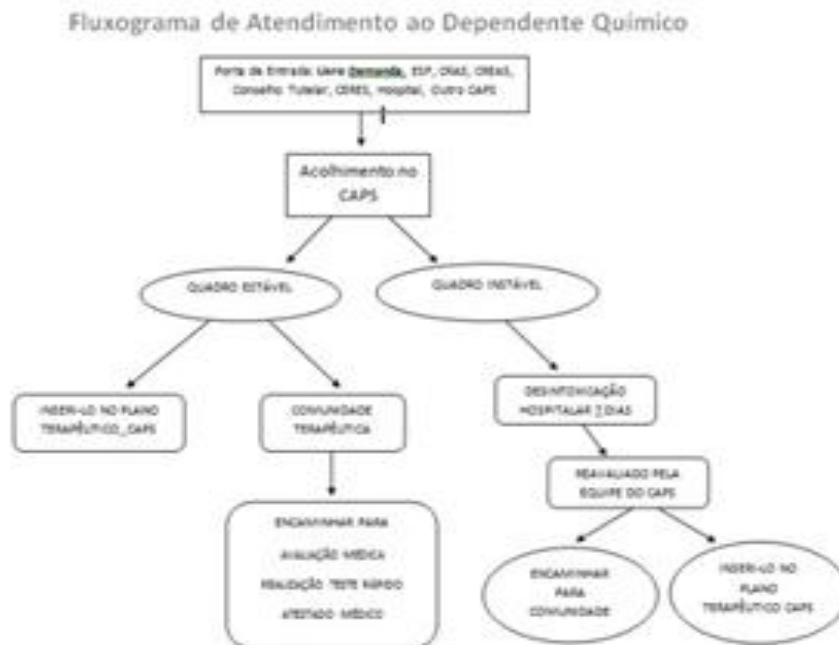 Fluxograma de Atendimento ao Dependente Químico
Porta de Entrada: Livre Demanda, ESF, CRAS, CREAS,
Conselho Tutelar, CERES, Hospital, Outro CAPS
Acolhimento no
CAPS
QUADRO ESTÁVEL
QUADRO INSTÁVEL
INSERI-LO NO PLANO
TERAPÊUTICO_CAPS
COMUNIDADE
TERAPÊUTICA
DESINTOXICAÇÃO
HOSPITALAR 7 DIAS
REAVALIADO PELA
EQUIPE DO CAPS
ENCAMINHAR PARA
AVALIAÇÃO MÉDICA
REALIZAÇÃO TESTE RÁPIDO
ATESTADO MÉDICO
ENCAMINHAR
PARA
COMUNIDADE
INSERI-LO NO
PLANO
TERAPÊUTICO CAPS